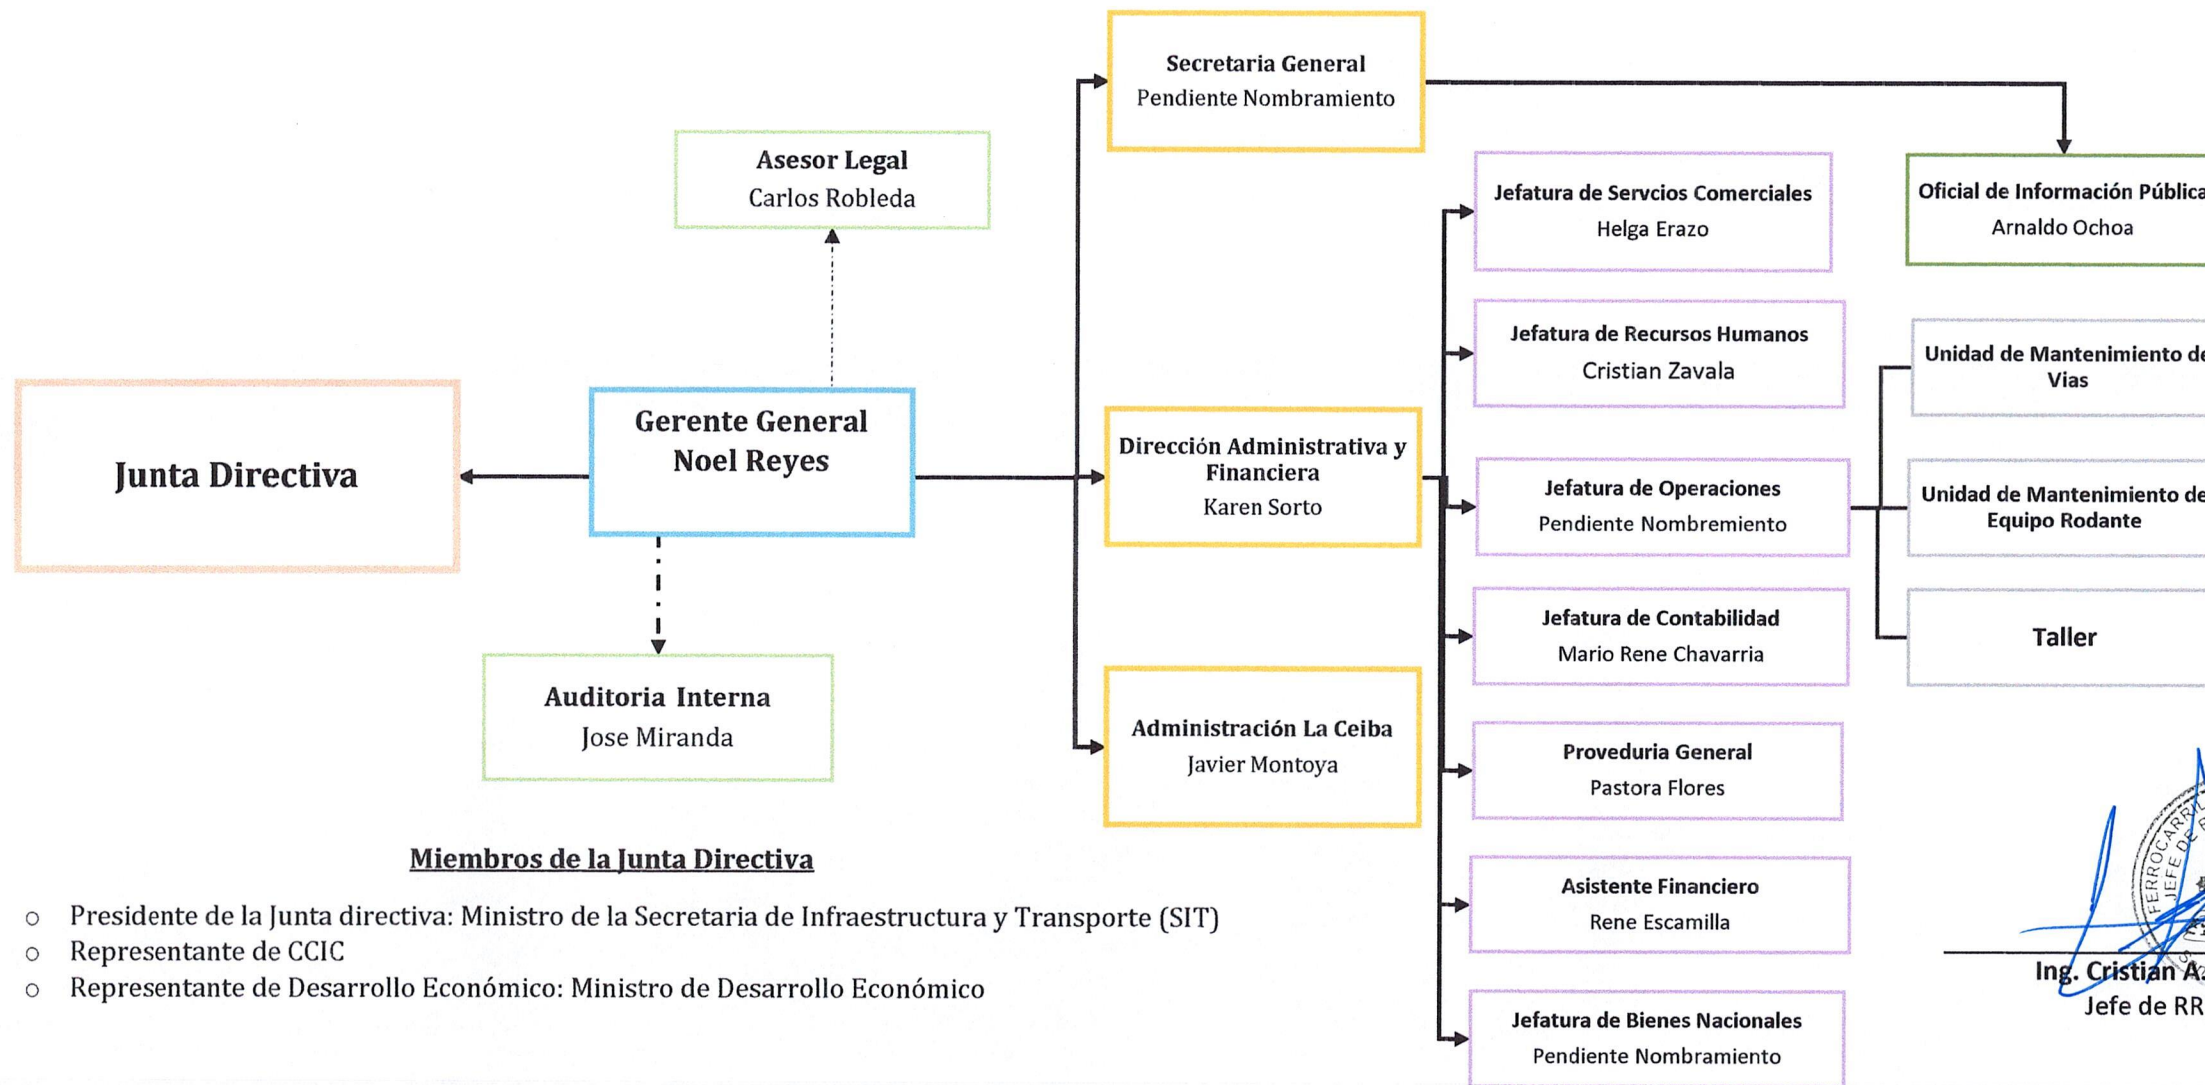 Secretaria General
Pendiente Nombramiento
Asesor Legal
Carlos Robleda
Jefatura de Servcios Comerciales
Helga Erazo
Oficial de Información Pública
Arnaldo Ochoa
Jefatura de Recursos Humanos
Cristian Zavala
Unidad de Mantenimiento de
Vias
Junta Directiva
Gerente General
Noel Reyes
Dirección Administrativa y
Financiera
Karen Sorto
Jefatura de Operaciones
Pendiente Nombremiento
Unidad de Mantenimiento de
Equipo Rodante
Jefatura de Contabilidad
Mario Rene Chavarria
Taller
Auditoria Interna
Jose Miranda
Administración La Ceiba
Javier Montoya
Proveduria General
Pastora Flores
Miembros de la Junta Directiva
○ Presidente de la Junta directiva: Ministro de la Secretaria de Infraestructura y Transporte (SIT)
○ Representante de CCIC
○ Representante de Desarrollo Económico: Ministro de Desarrollo Económico
Asistente Financiero
Rene Escamilla
Jefatura de Bienes Nacionales
Pendiente Nombramiento
FERROCARRIL
JEFE DE
Ing. Cristian A.
Jefe de RR